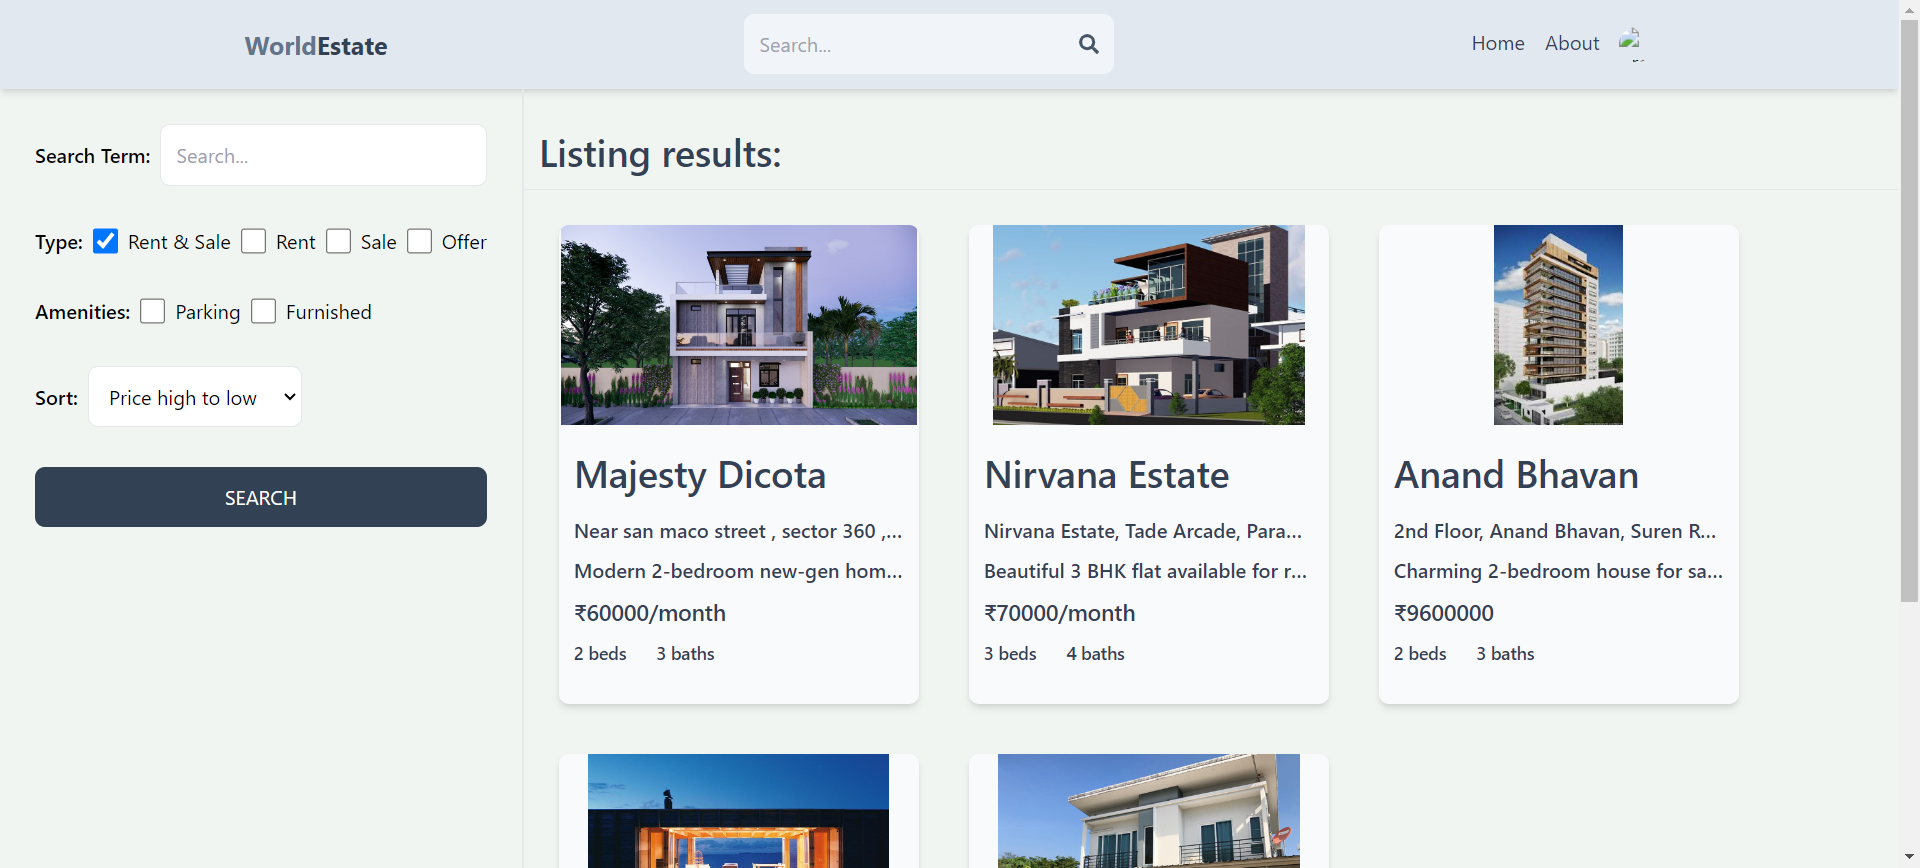 WorldEstate
Search...
Home About
Search Term: Search...
Type: Rent & Sale Rent Sale Offer
Amenities: Parking Furnished
Sort: Price high to low
SEARCH
Listing results:
Majesty Dicota
Near san maco street , sector 360 ,...
Modern 2-bedroom new-gen hom...
₹60000/month
2 beds 3 baths
Nirvana Estate
Nirvana Estate, Tade Arcade, Para...
Beautiful 3 BHK flat available for r...
₹70000/month
3 beds 4 baths
Anand Bhavan
2nd Floor, Anand Bhavan, Suren R...
Charming 2-bedroom house for sa...
₹9600000
2 beds 3 baths